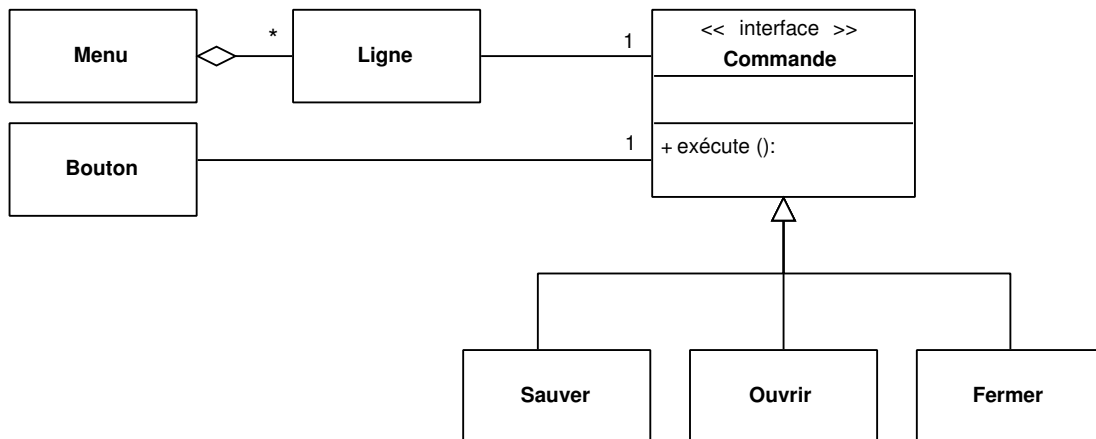 Menu
*
Ligne
1
<< interface >>
Commande
Bouton
1
+ exécute ():
Sauver
Ouvrir
Fermer